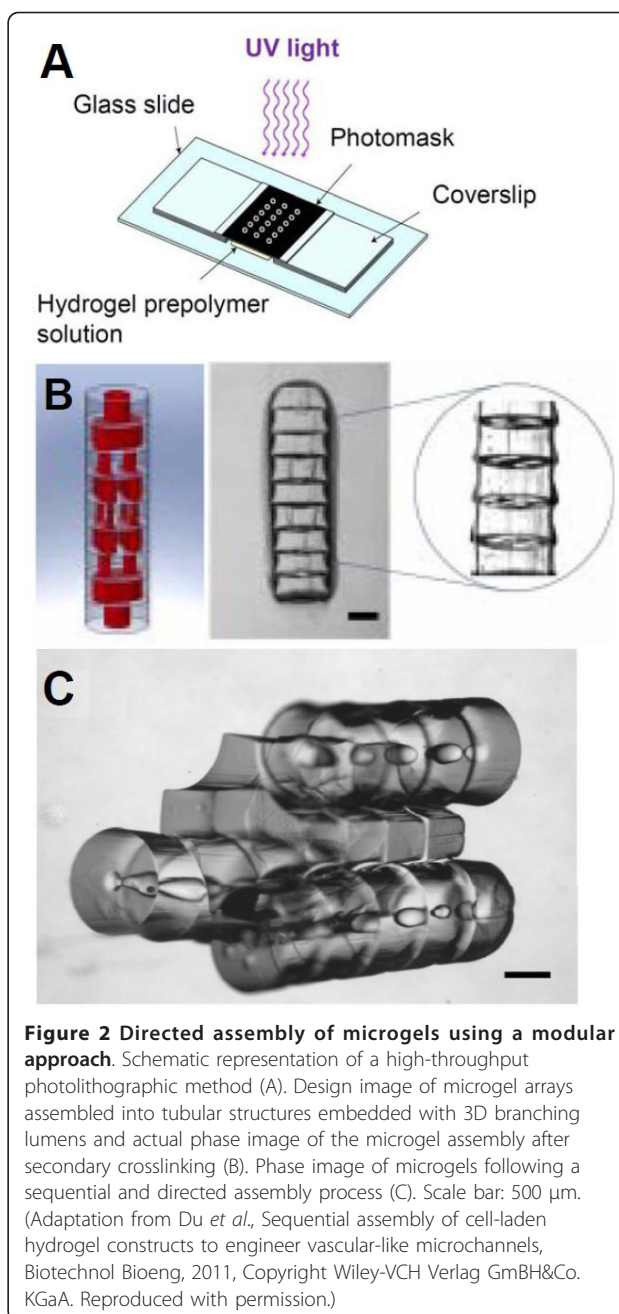 A
UV light
Glass slide
Photomask
Coverslip
Hydrogel prepolymer
solution
B
C
Figure 2 Directed assembly of microgels using a modular
approach. Schematic representation of a high-throughput
photolithographic method (A). Design image of microgel arrays
assembled into tubular structures embedded with 3D branching
lumens and actual phase image of the microgel assembly after
secondary crosslinking (B). Phase image of microgels following a
sequential and directed assembly process (C). Scale bar: 500 μm.
(Adaptation from Du et al., Sequential assembly of cell-laden
hydrogel constructs to engineer vascular-like microchannels,
Biotechnol Bioeng, 2011, Copyright Wiley-VCH Verlag GmBH&Co.
KGaA. Reproduced with permission.)